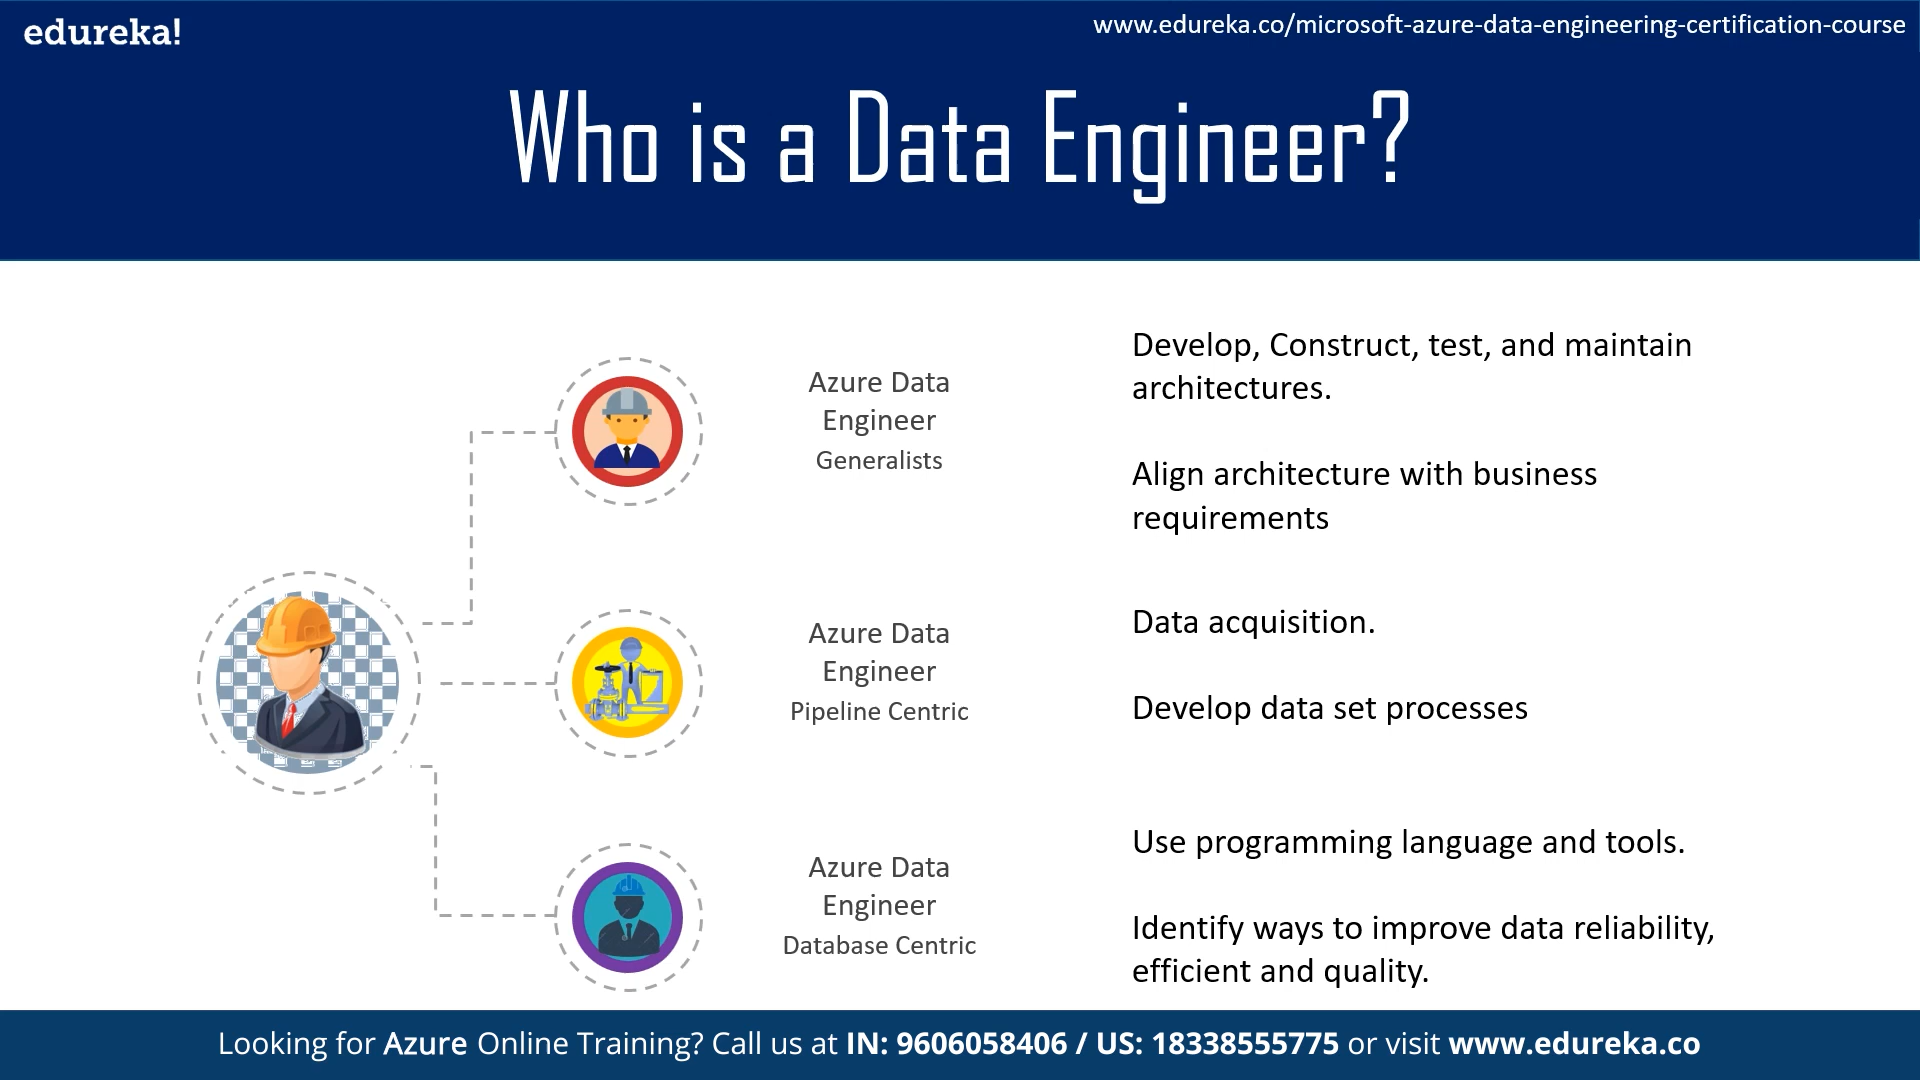 edureka!
www.edureka.co/microsoft-azure-data-engineering-certification-course
Who is a Data Engineer?
Azure Data
Engineer
Generalists
Develop, Construct, test, and maintain
architectures.
Align architecture with business
requirements
Azure Data
Engineer
Pipeline Centric
Data acquisition.
Develop data set processes
Azure Data
Engineer
Database Centric
Use programming language and tools.
Identify ways to improve data reliability,
efficient and quality.
Looking for Azure Online Training? Call us at IN: 9606058406 / US: 18338555775 or visit www.edureka.co